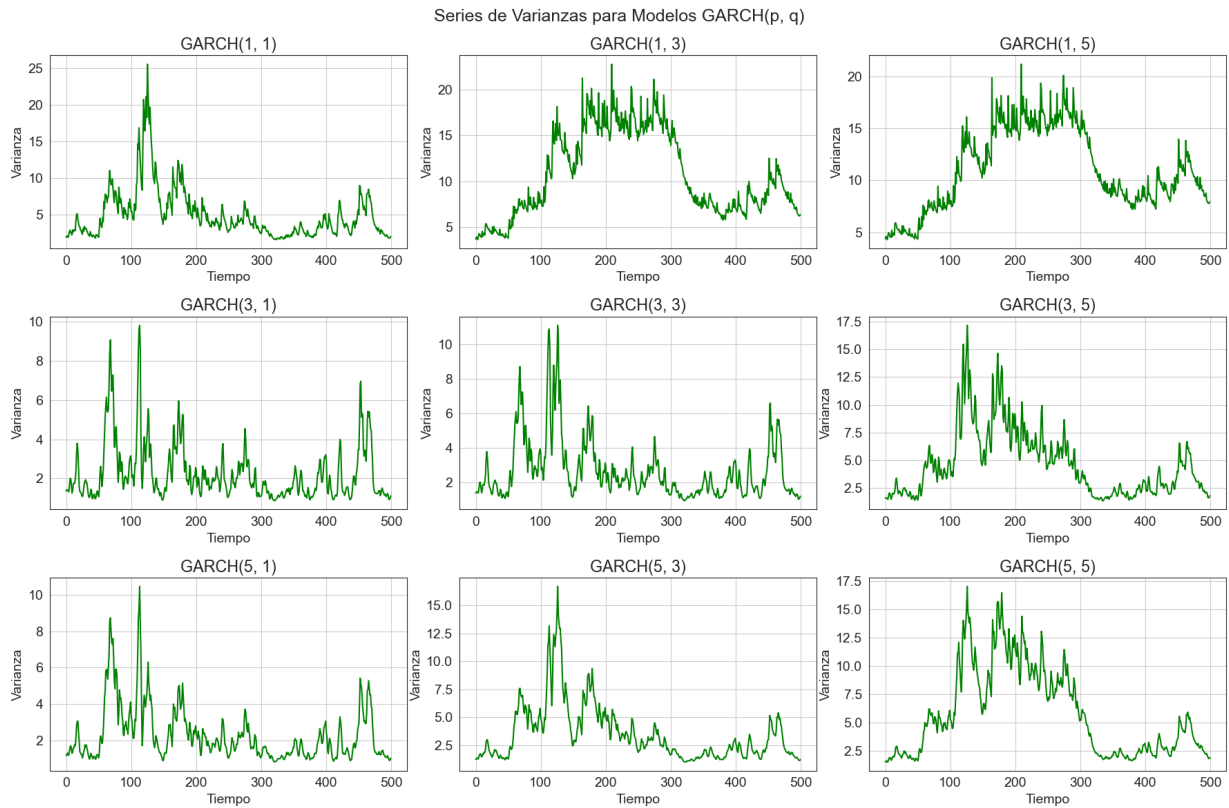 Series de Varianzas para Modelos GARCH(p, q)
GARCH(1, 1)
Varianza
25
20
15
10
5
0 100 200 300 400 500
Tiempo
GARCH(1, 3)
Varianza
20
15
10
5
0 100 200 300 400 500
Tiempo
GARCH(1, 5)
Varianza
20
15
10
5
0 100 200 300 400 500
Tiempo
GARCH(3, 1)
Varianza
10
8
6
4
2
0 100 200 300 400 500
Tiempo
GARCH(3, 3)
Varianza
10
8
6
4
2
0 100 200 300 400 500
Tiempo
GARCH(3, 5)
Varianza
17.5
15.0
12.5
10.0
7.5
5.0
2.5
0 100 200 300 400 500
Tiempo
GARCH(5, 1)
Varianza
10
8
6
4
2
0 100 200 300 400 500
Tiempo
GARCH(5, 3)
Varianza
15.0
12.5
10.0
7.5
5.0
2.5
0 100 200 300 400 500
Tiempo
GARCH(5, 5)
Varianza
17.5
15.0
12.5
10.0
7.5
5.0
2.5
0 100 200 300 400 500
Tiempo